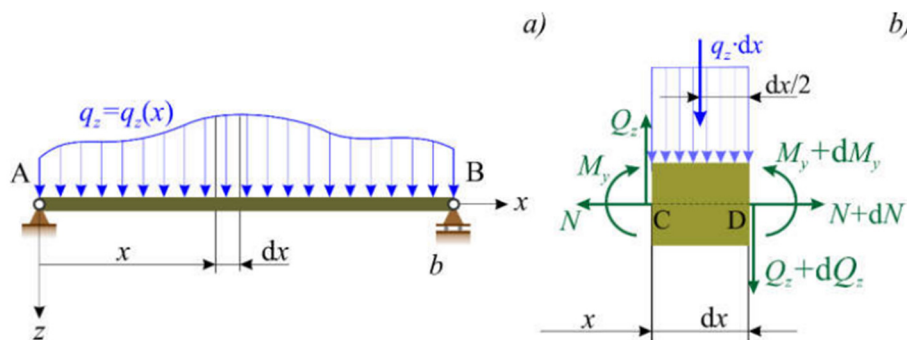 a)
q_z=q_z(x)
A
B
x
x
dx
b
z
b)
q_z·dx
dx/2
Q_z
M_y
M_y+dM_y
N
C
D
N+dN
Q_z+dQ_z
x
dx